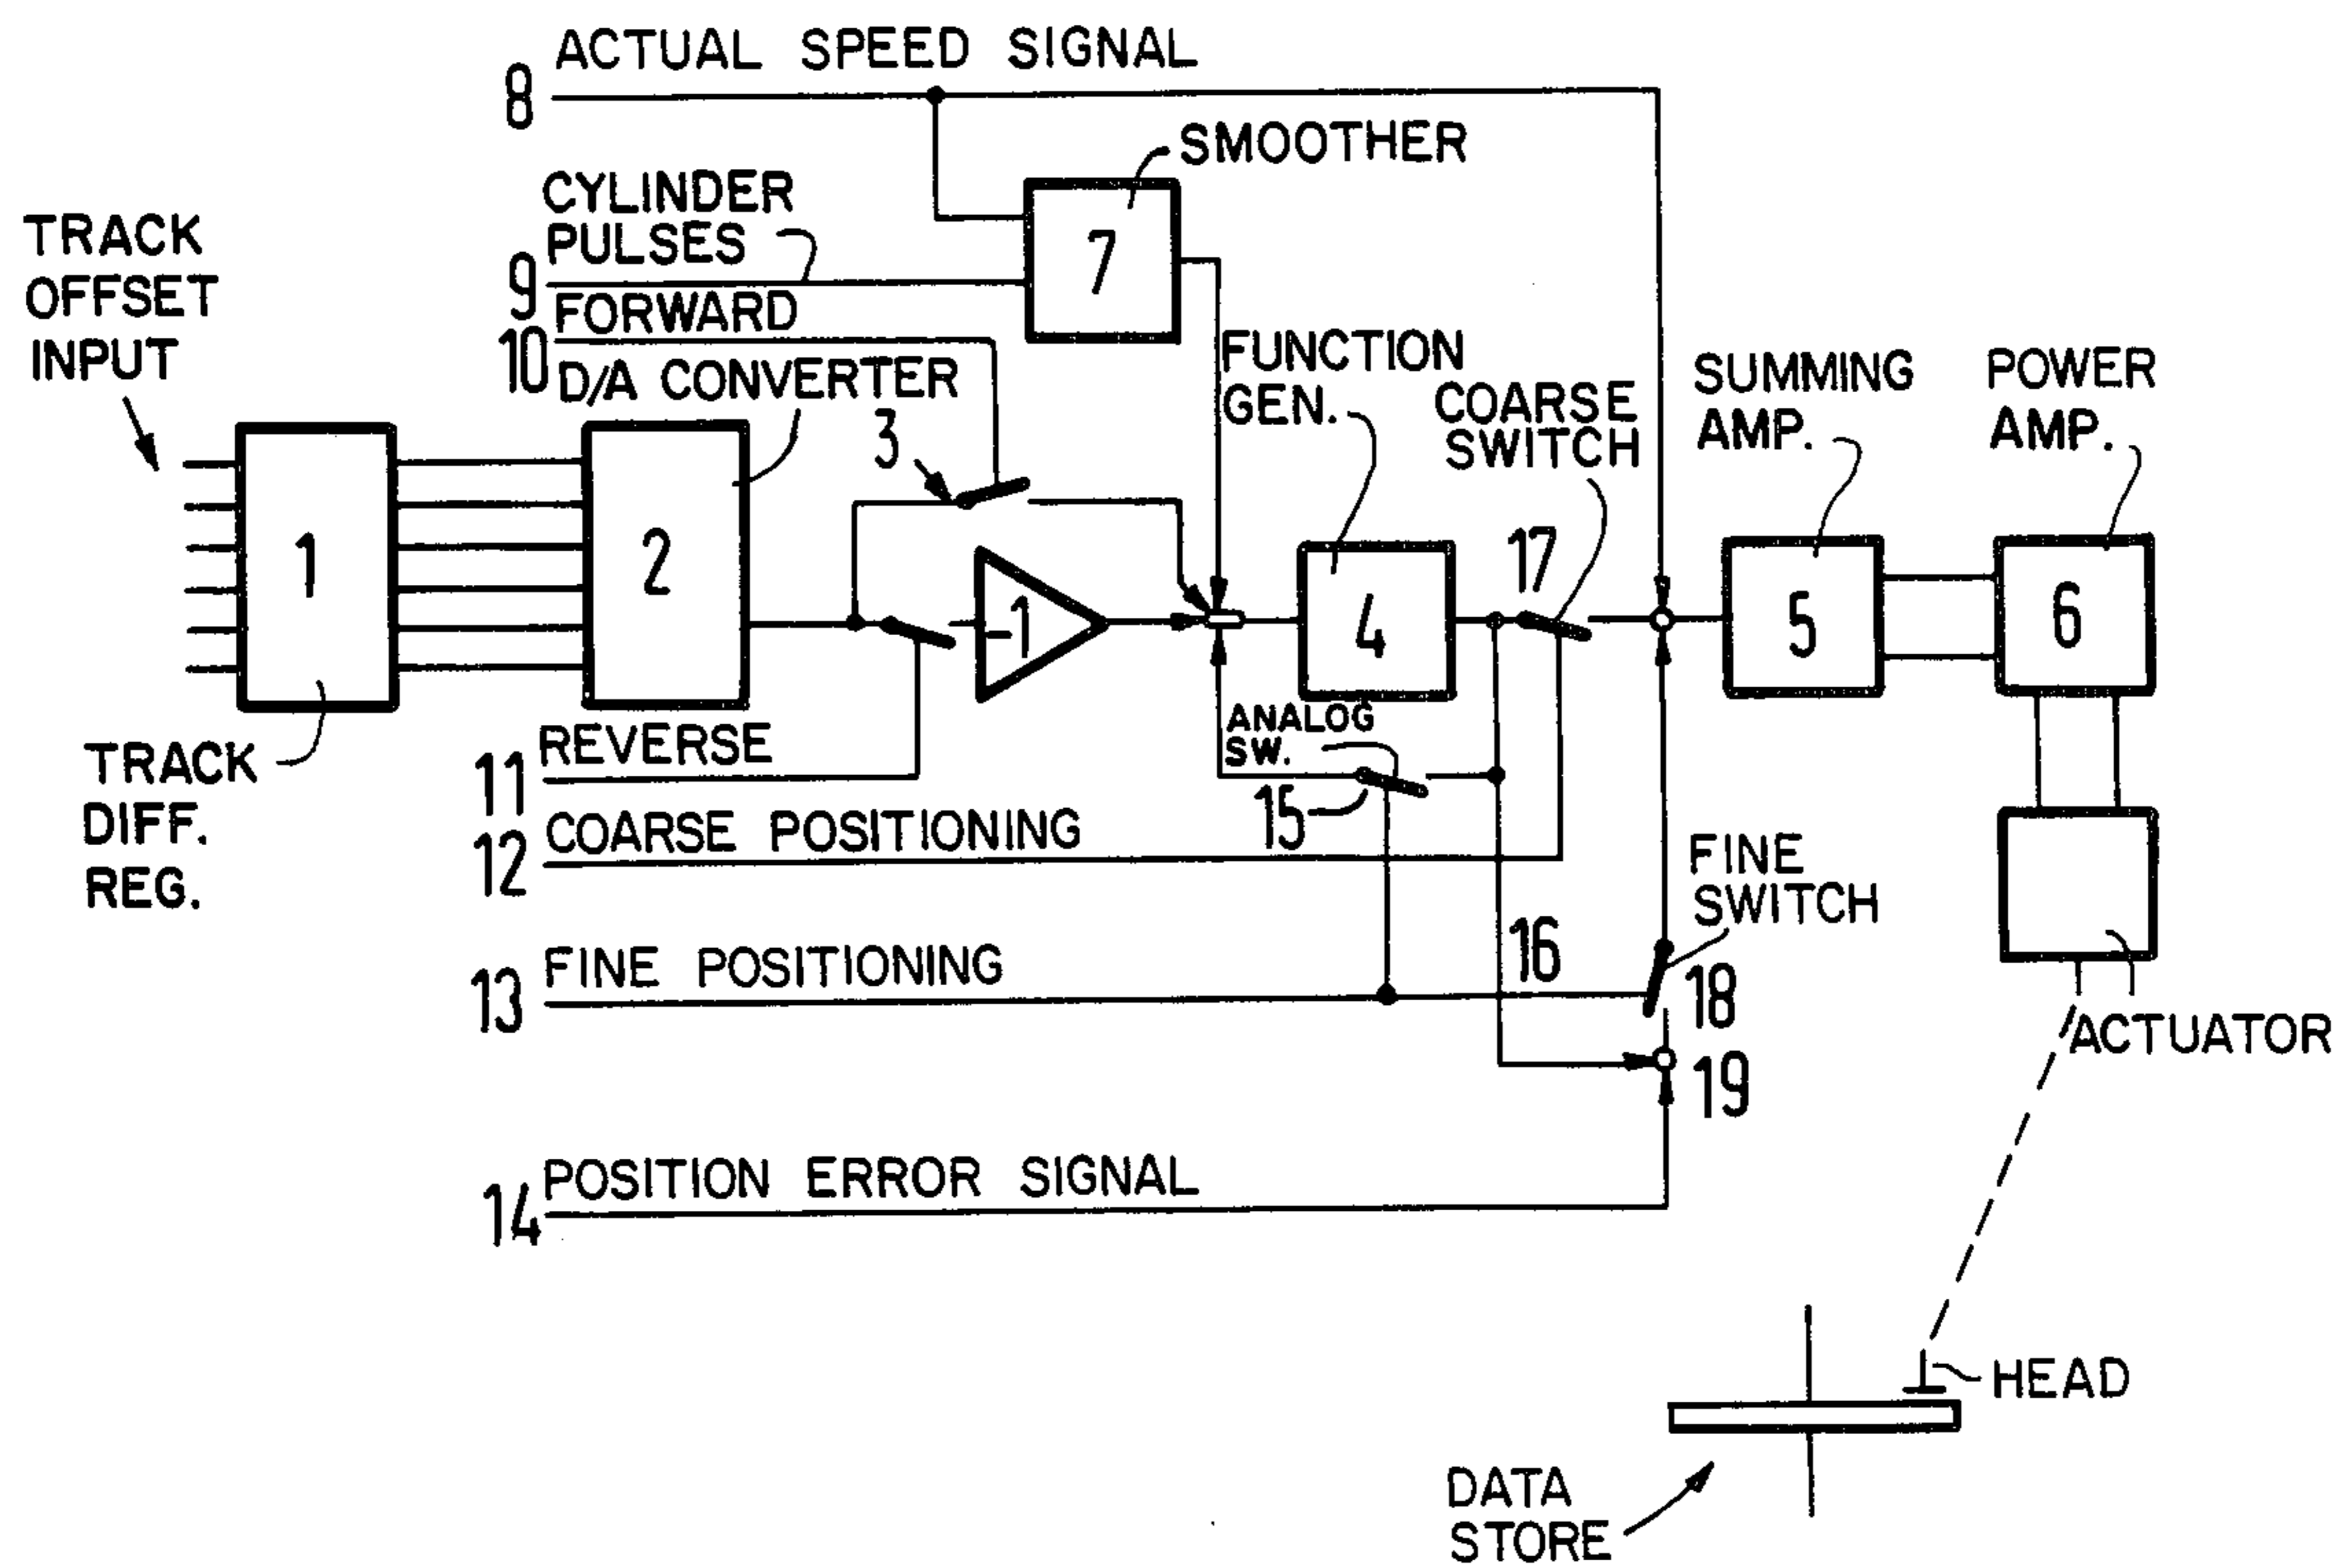 ACTUAL SPEED SIGNAL
8
SMOOTHER
CYLINDER
PULSES
9
7
TRACK
OFFSET
INPUT
FORWARD
10
D/A CONVERTER
3
FUNCTION
GEN.
COARSE
SWITCH
SUMMING
AMP.
POWER
AMP.
1
2
-1
4
17
5
6
TRACK
DIFF.
REG.
REVERSE
11
ANALOG
SW.
15
COARSE POSITIONING
12
FINE
SWITCH
FINE POSITIONING
13
16
18
ACTUATOR
19
POSITION ERROR SIGNAL
14
HEAD
DATA
STORE